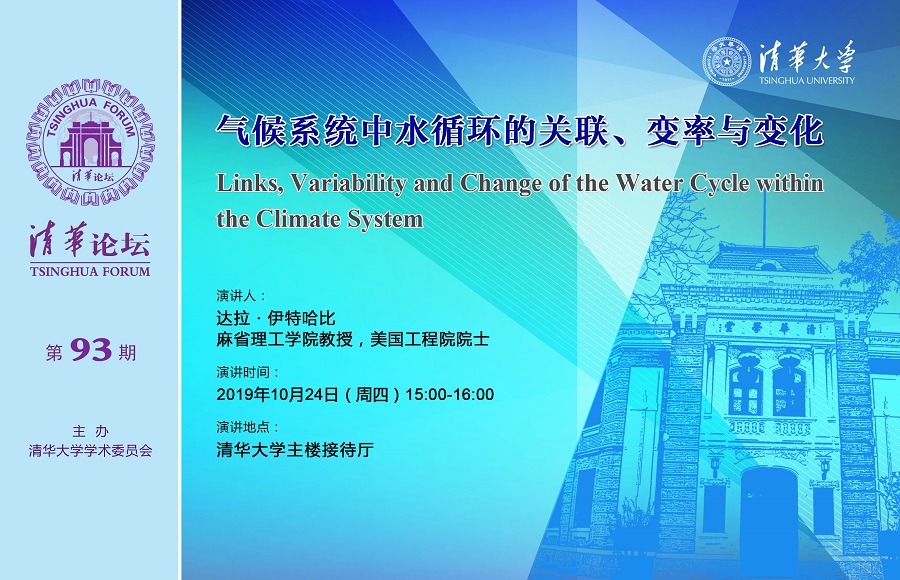 TSINGHUA FORUM
清华论坛
清华论坛
TSINGHUA FORUM
第 93 期
主 办
清华大学学术委员会
清華大学
TSINGHUA UNIVERSITY
气候系统中水循环的关联、变率与变化
Links, Variability and Change of the Water Cycle within
the Climate System
演讲人：
达拉·伊特哈比
麻省理工学院教授，美国工程院院士
演讲时间：
2019年10月24日（周四）15:00-16:00
演讲地点：
清华大学主楼接待厅
堂學華清